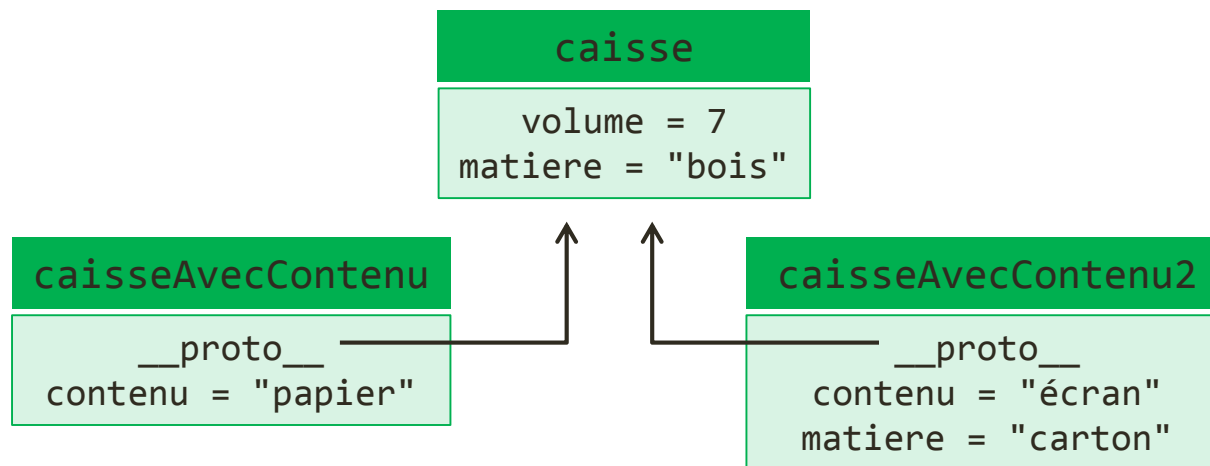 caisse
volume = 7
matiere = "bois"
caisseAvecContenu
__proto__
contenu = "papier"
caisseAvecContenu2
__proto__
contenu = "écran"
matiere = "carton"